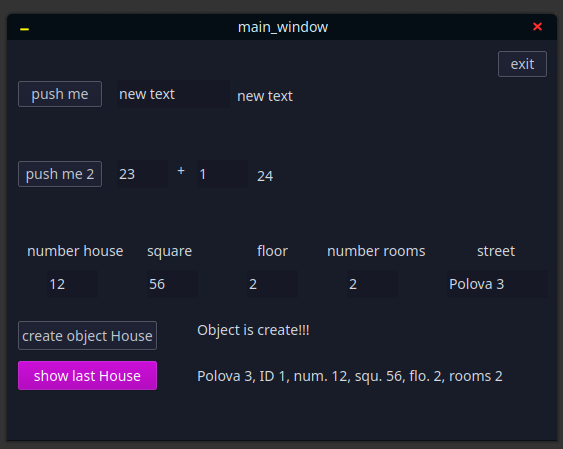 main_window
exit
push me new text new text
push me 2 23 + 1 24
number house square floor number rooms street
12 56 2 2 Polova 3
create object House Object is create!!!
show last House Polova 3, ID 1, num. 12, squ. 56, flo. 2, rooms 2